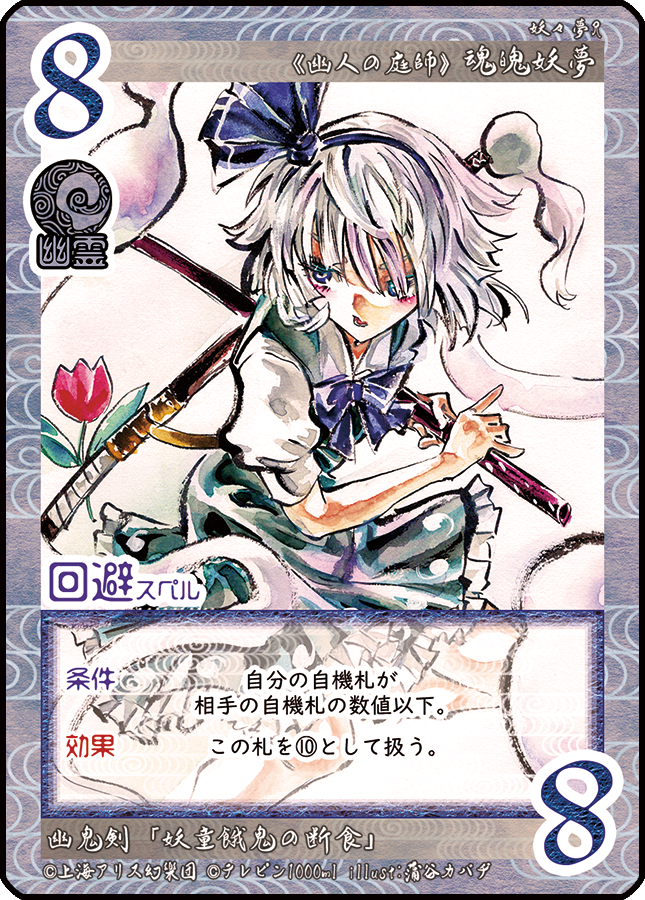 妖々夢
8
《幽人の庭師》 魂魄妖夢
幽霊
回避スペル
条件
自分の自機札が
相手の自機札の数値以下。
効果
この札を⑩として扱う。
8
幽鬼剣 「妖童餓鬼の断食」
©上海アリス幻樂団 ©テレピン1000ml illust:蒲谷カバヂ